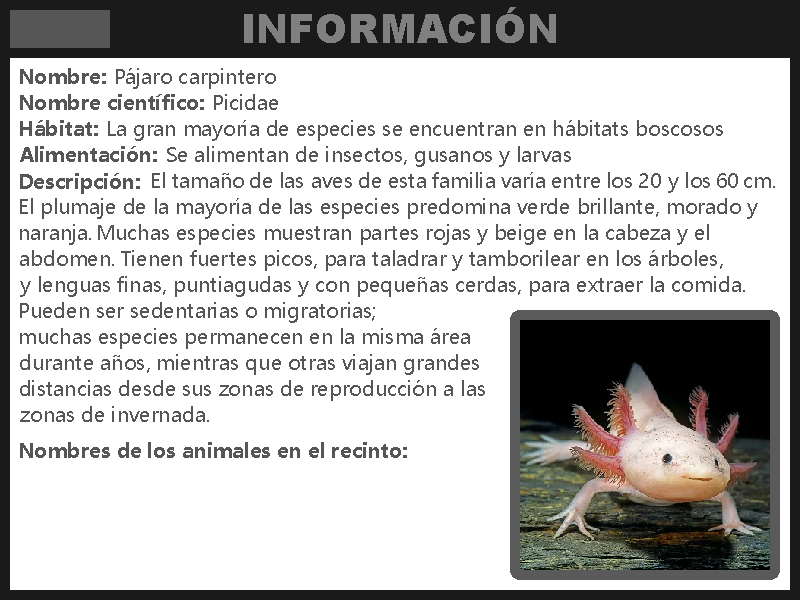 INFORMACIÓN
Nombre: Pájaro carpintero
Nombre científico: Picidae
Hábitat: La gran mayoría de especies se encuentran en hábitats boscosos
Alimentación: Se alimentan de insectos, gusanos y larvas
Descripción: El tamaño de las aves de esta familia varía entre los 20 y los 60 cm.
El plumaje de la mayoría de las especies predomina verde brillante, morado y
naranja. Muchas especies muestran partes rojas y beige en la cabeza y el
abdomen. Tienen fuertes picos, para taladrar y tamborilear en los árboles,
y lenguas finas, puntiagudas y con pequeñas cerdas, para extraer la comida.
Pueden ser sedentarias o migratorias;
muchas especies permanecen en la misma área
durante años, mientras que otras viajan grandes
distancias desde sus zonas de reproducción a las
zonas de invernada.
Nombres de los animales en el recinto: